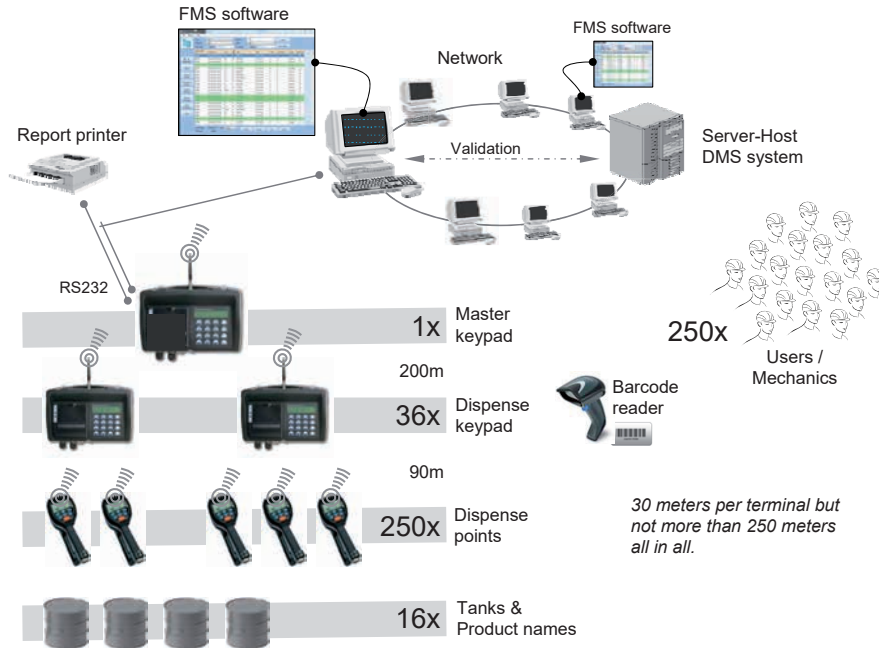 FMS software
FMS software
Network
Report printer
Validation
Server-Host
DMS system
RS232
1x
Master
keypad
250x
Users /
Mechanics
200m
36x
Dispense
keypad
Barcode
reader
90m
250x
Dispense
points
30 meters per terminal but
not more than 250 meters
all in all.
16x
Tanks &
Product names